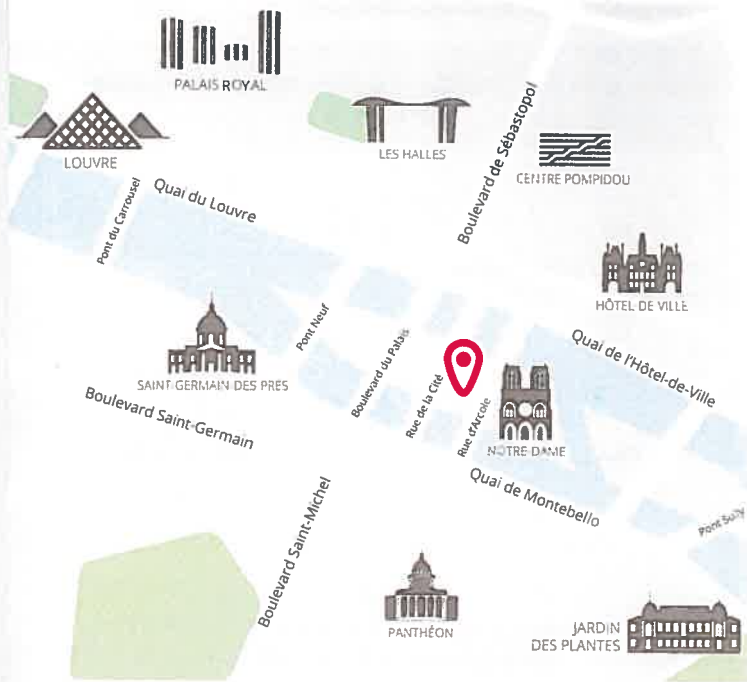 PALAIS ROYAL
LOUVRE
LES HALLES
Boulevard de Sébastopol
CENTRE POMPIDOU
Pont du Carrousel
Quai du Louvre
HÔTEL DE VILLE
Quai de l'Hôtel-de-Ville
Pont Neuf
SAINT-GERMAIN-DES PRES
Boulevard du Palais
Rue de la Cité
Rue d'Arcole
NOTRE-DAME
Boulevard Saint-Germain
Quai de Montebello
Pont Sully
Boulevard Saint-Michel
PANTHÉON
JARDIN
DES PLANTES